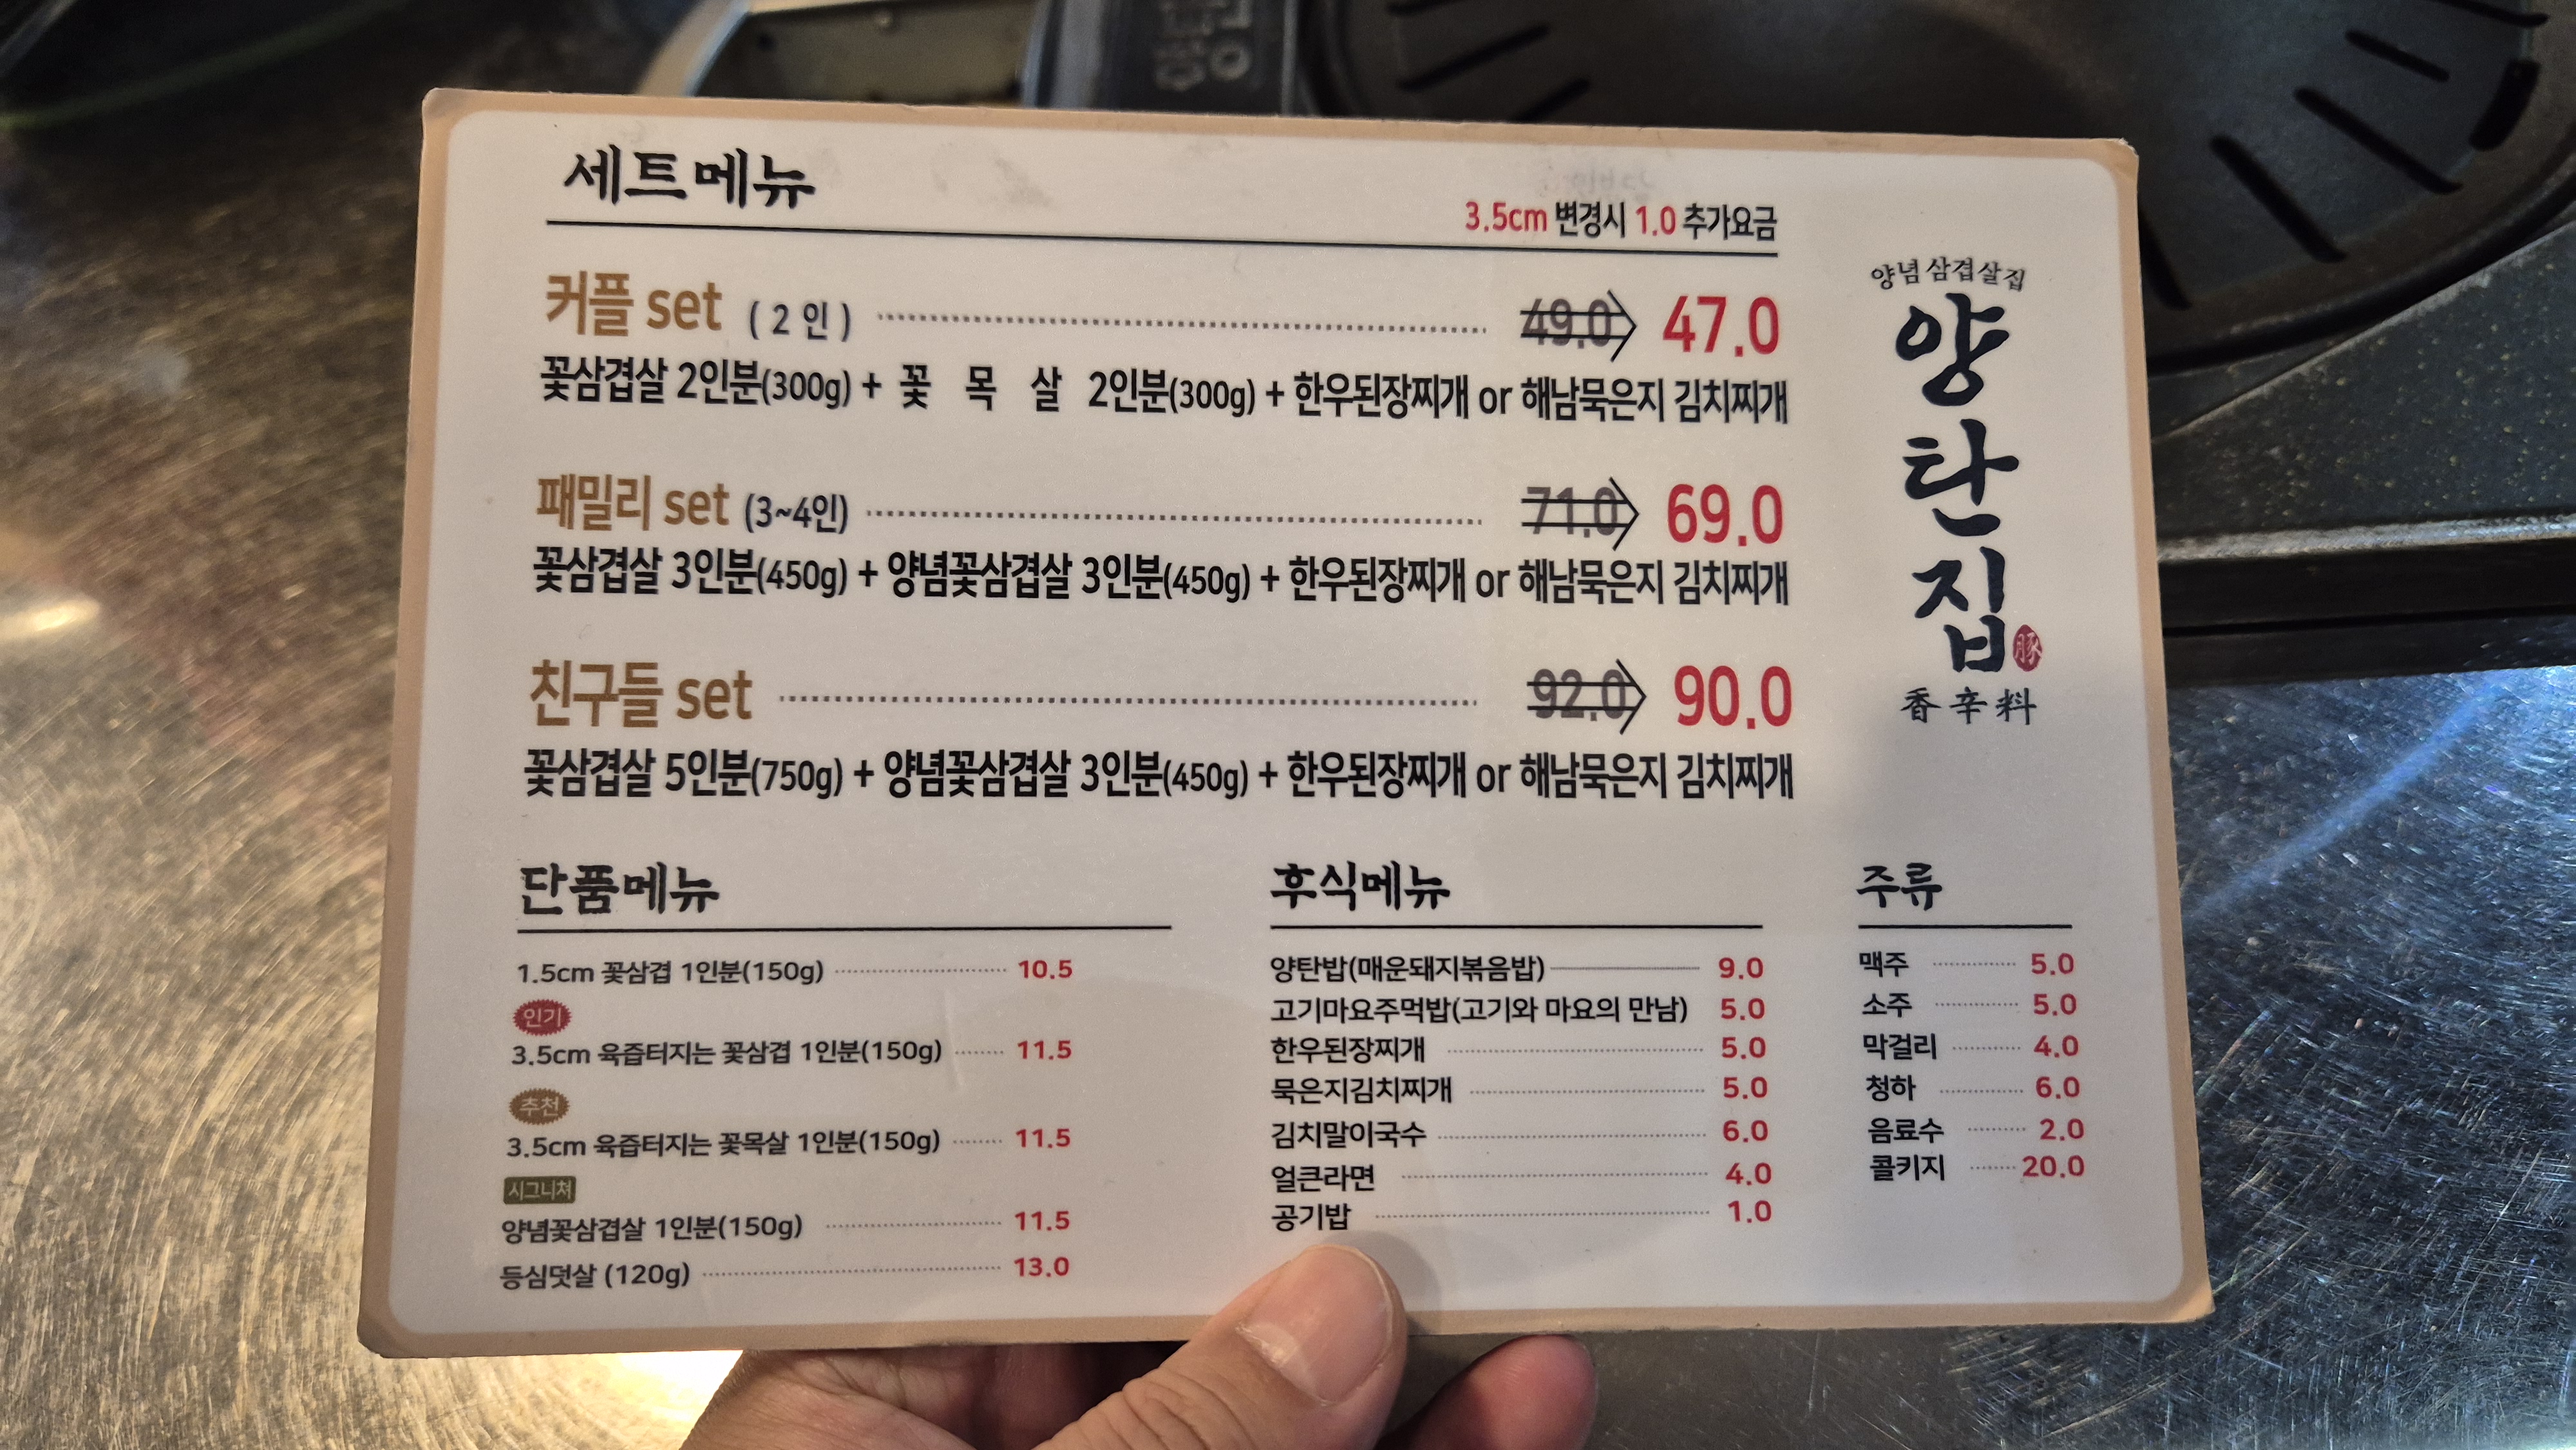 세트메뉴
3.5cm 변경시 1.0 추가요금
커플 set (2인) 49.0 47.0
꽃삼겹살 2인분(300g) + 꽃 목 살 2인분(300g) + 한우된장찌개 or 해남묵은지 김치찌개
패밀리 set (3~4인) 71.0 69.0
꽃삼겹살 3인분(450g) + 양념꽃삼겹살 3인분(450g) + 한우된장찌개 or 해남묵은지 김치찌개
친구들 set 92.0 90.0
꽃삼겹살 5인분(750g) + 양념꽃삼겹살 3인분(450g) + 한우된장찌개 or 해남묵은지 김치찌개
양념삼겹살집
양탄집
豚
香辛料
단품메뉴
1.5cm 꽃삼겹 1인분(150g) 10.5
인기
3.5cm 육즙터지는 꽃삼겹 1인분(150g) 11.5
추천
3.5cm 육즙터지는 꽃목살 1인분(150g) 11.5
시그니쳐
양념꽃삼겹살 1인분(150g) 11.5
등심덧살 (120g) 13.0
후식메뉴
양탄밥(매운돼지볶음밥) 9.0
고기마요주먹밥(고기와 마요의 만남) 5.0
한우된장찌개 5.0
묵은지김치찌개 5.0
김치말이국수 6.0
얼큰라면 4.0
공기밥 1.0
주류
맥주 5.0
소주 5.0
막걸리 4.0
청하 6.0
음료수 2.0
콜키지 20.0